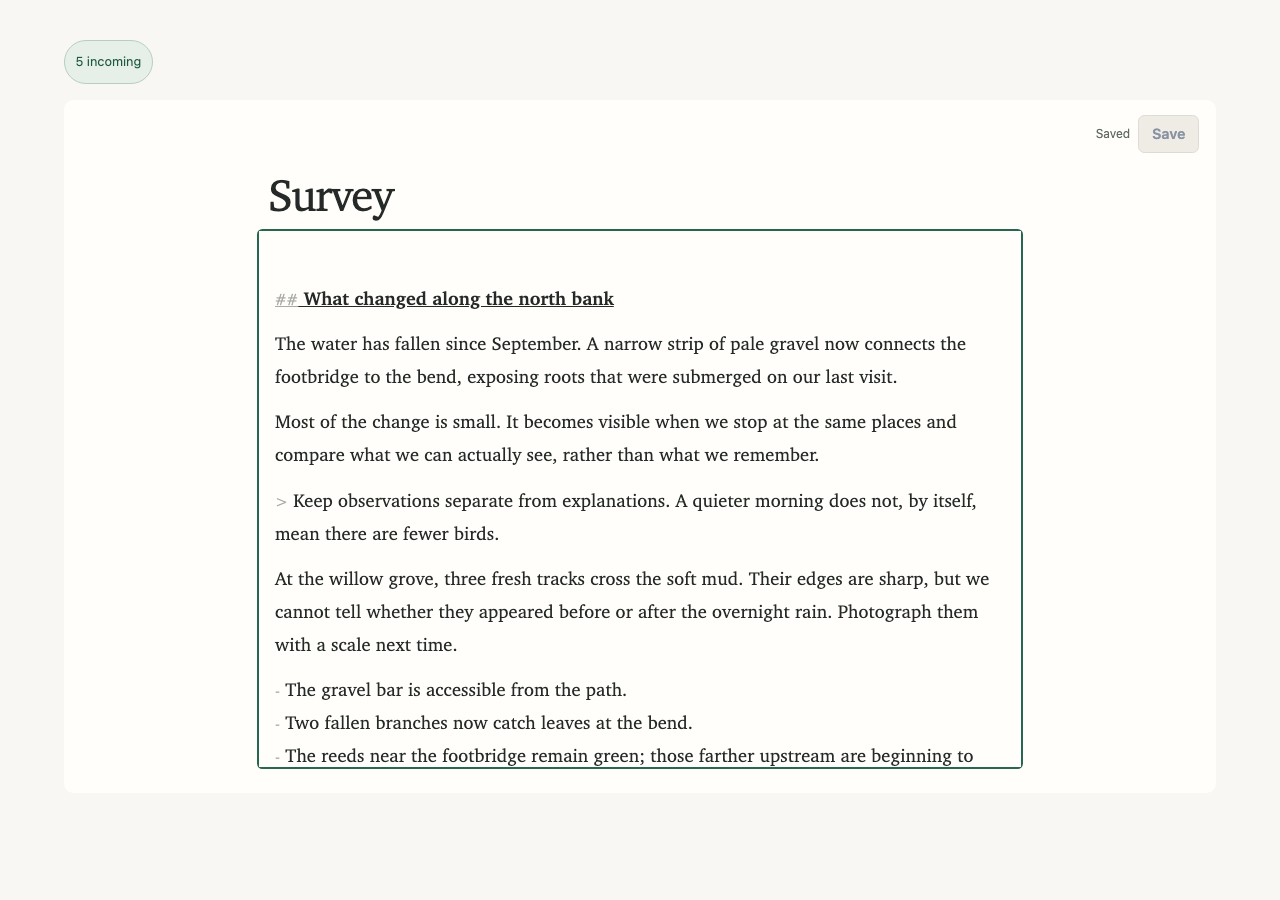 5 incoming
Saved Save
Survey
## What changed along the north bank
The water has fallen since September. A narrow strip of pale gravel now connects the
footbridge to the bend, exposing roots that were submerged on our last visit.
Most of the change is small. It becomes visible when we stop at the same places and
compare what we can actually see, rather than what we remember.
> Keep observations separate from explanations. A quieter morning does not, by itself,
mean there are fewer birds.
At the willow grove, three fresh tracks cross the soft mud. Their edges are sharp, but we
cannot tell whether they appeared before or after the overnight rain. Photograph them
with a scale next time.
- The gravel bar is accessible from the path.
- Two fallen branches now catch leaves at the bend.
- The reeds near the footbridge remain green; those farther upstream are beginning to